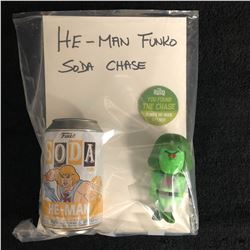 HE-MAN FUNKO
SODA CHASE
YOU FOUND
THE CHASE
Funko
SODA
HE-MAN